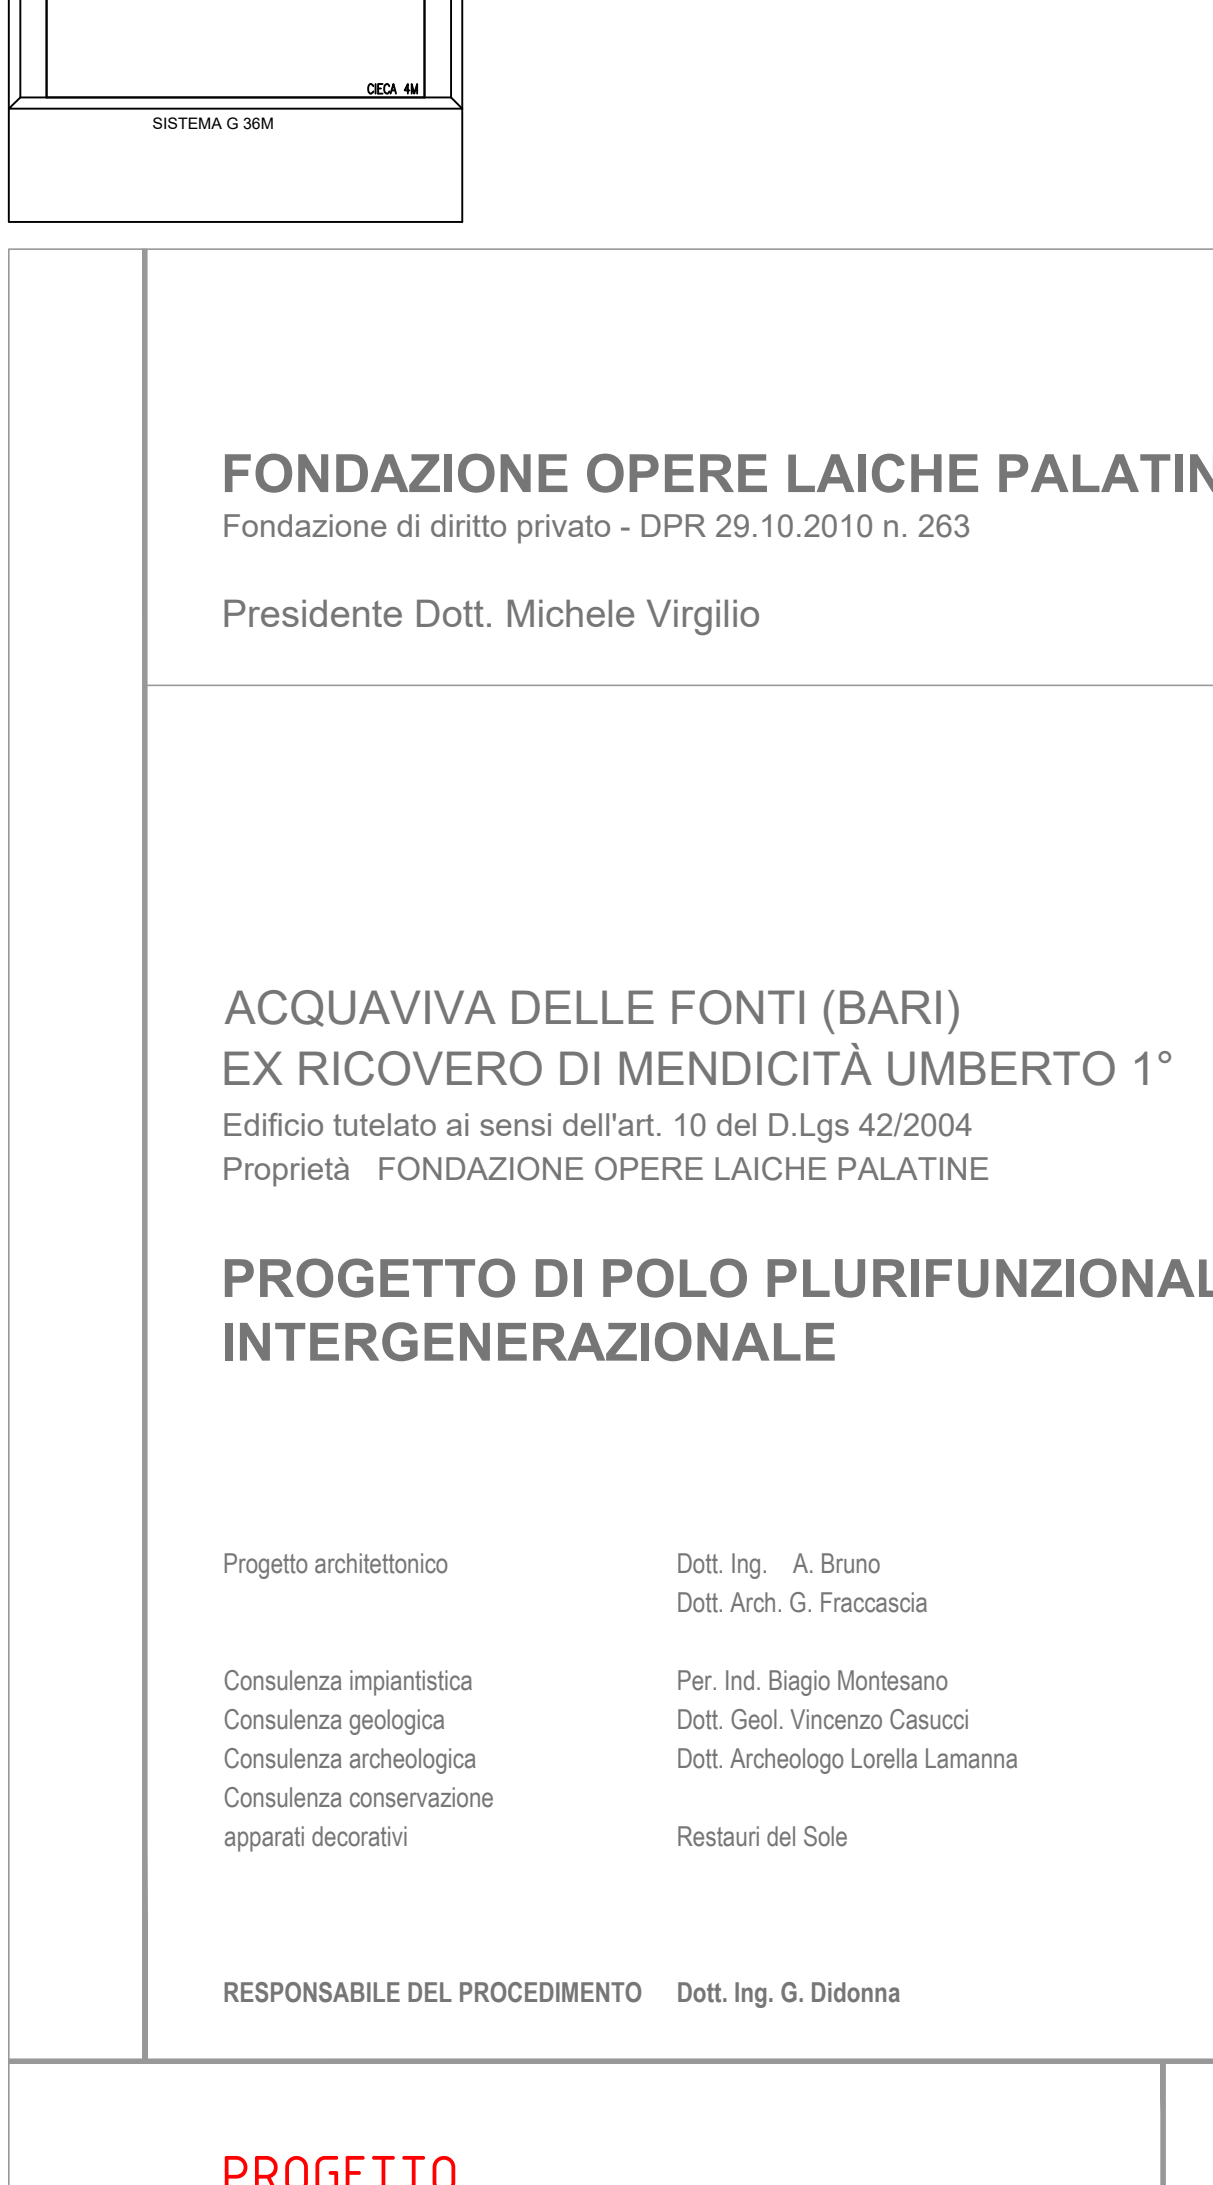 CIECA 4M
SISTEMA G 36M
FONDAZIONE OPERE LAICHE PALATIN
Fondazione di diritto privato - DPR 29.10.2010 n. 263
Presidente Dott. Michele Virgilio
ACQUAVIVA DELLE FONTI (BARI)
EX RICOVERO DI MENDICITÀ UMBERTO 1°
Edificio tutelato ai sensi dell'art. 10 del D.Lgs 42/2004
Proprietà FONDAZIONE OPERE LAICHE PALATINE
PROGETTO DI POLO PLURIFUNZIONAL
INTERGENERAZIONALE
Progetto architettonico Dott. Ing. A. Bruno
Dott. Arch. G. Fraccascia
Consulenza impiantistica Per. Ind. Biagio Montesano
Consulenza geologica Dott. Geol. Vincenzo Casucci
Consulenza archeologica Dott. Archeologo Lorella Lamanna
Consulenza conservazione
apparati decorativi Restauri del Sole
RESPONSABILE DEL PROCEDIMENTO Dott. Ing. G. Didonna
PROGETTO